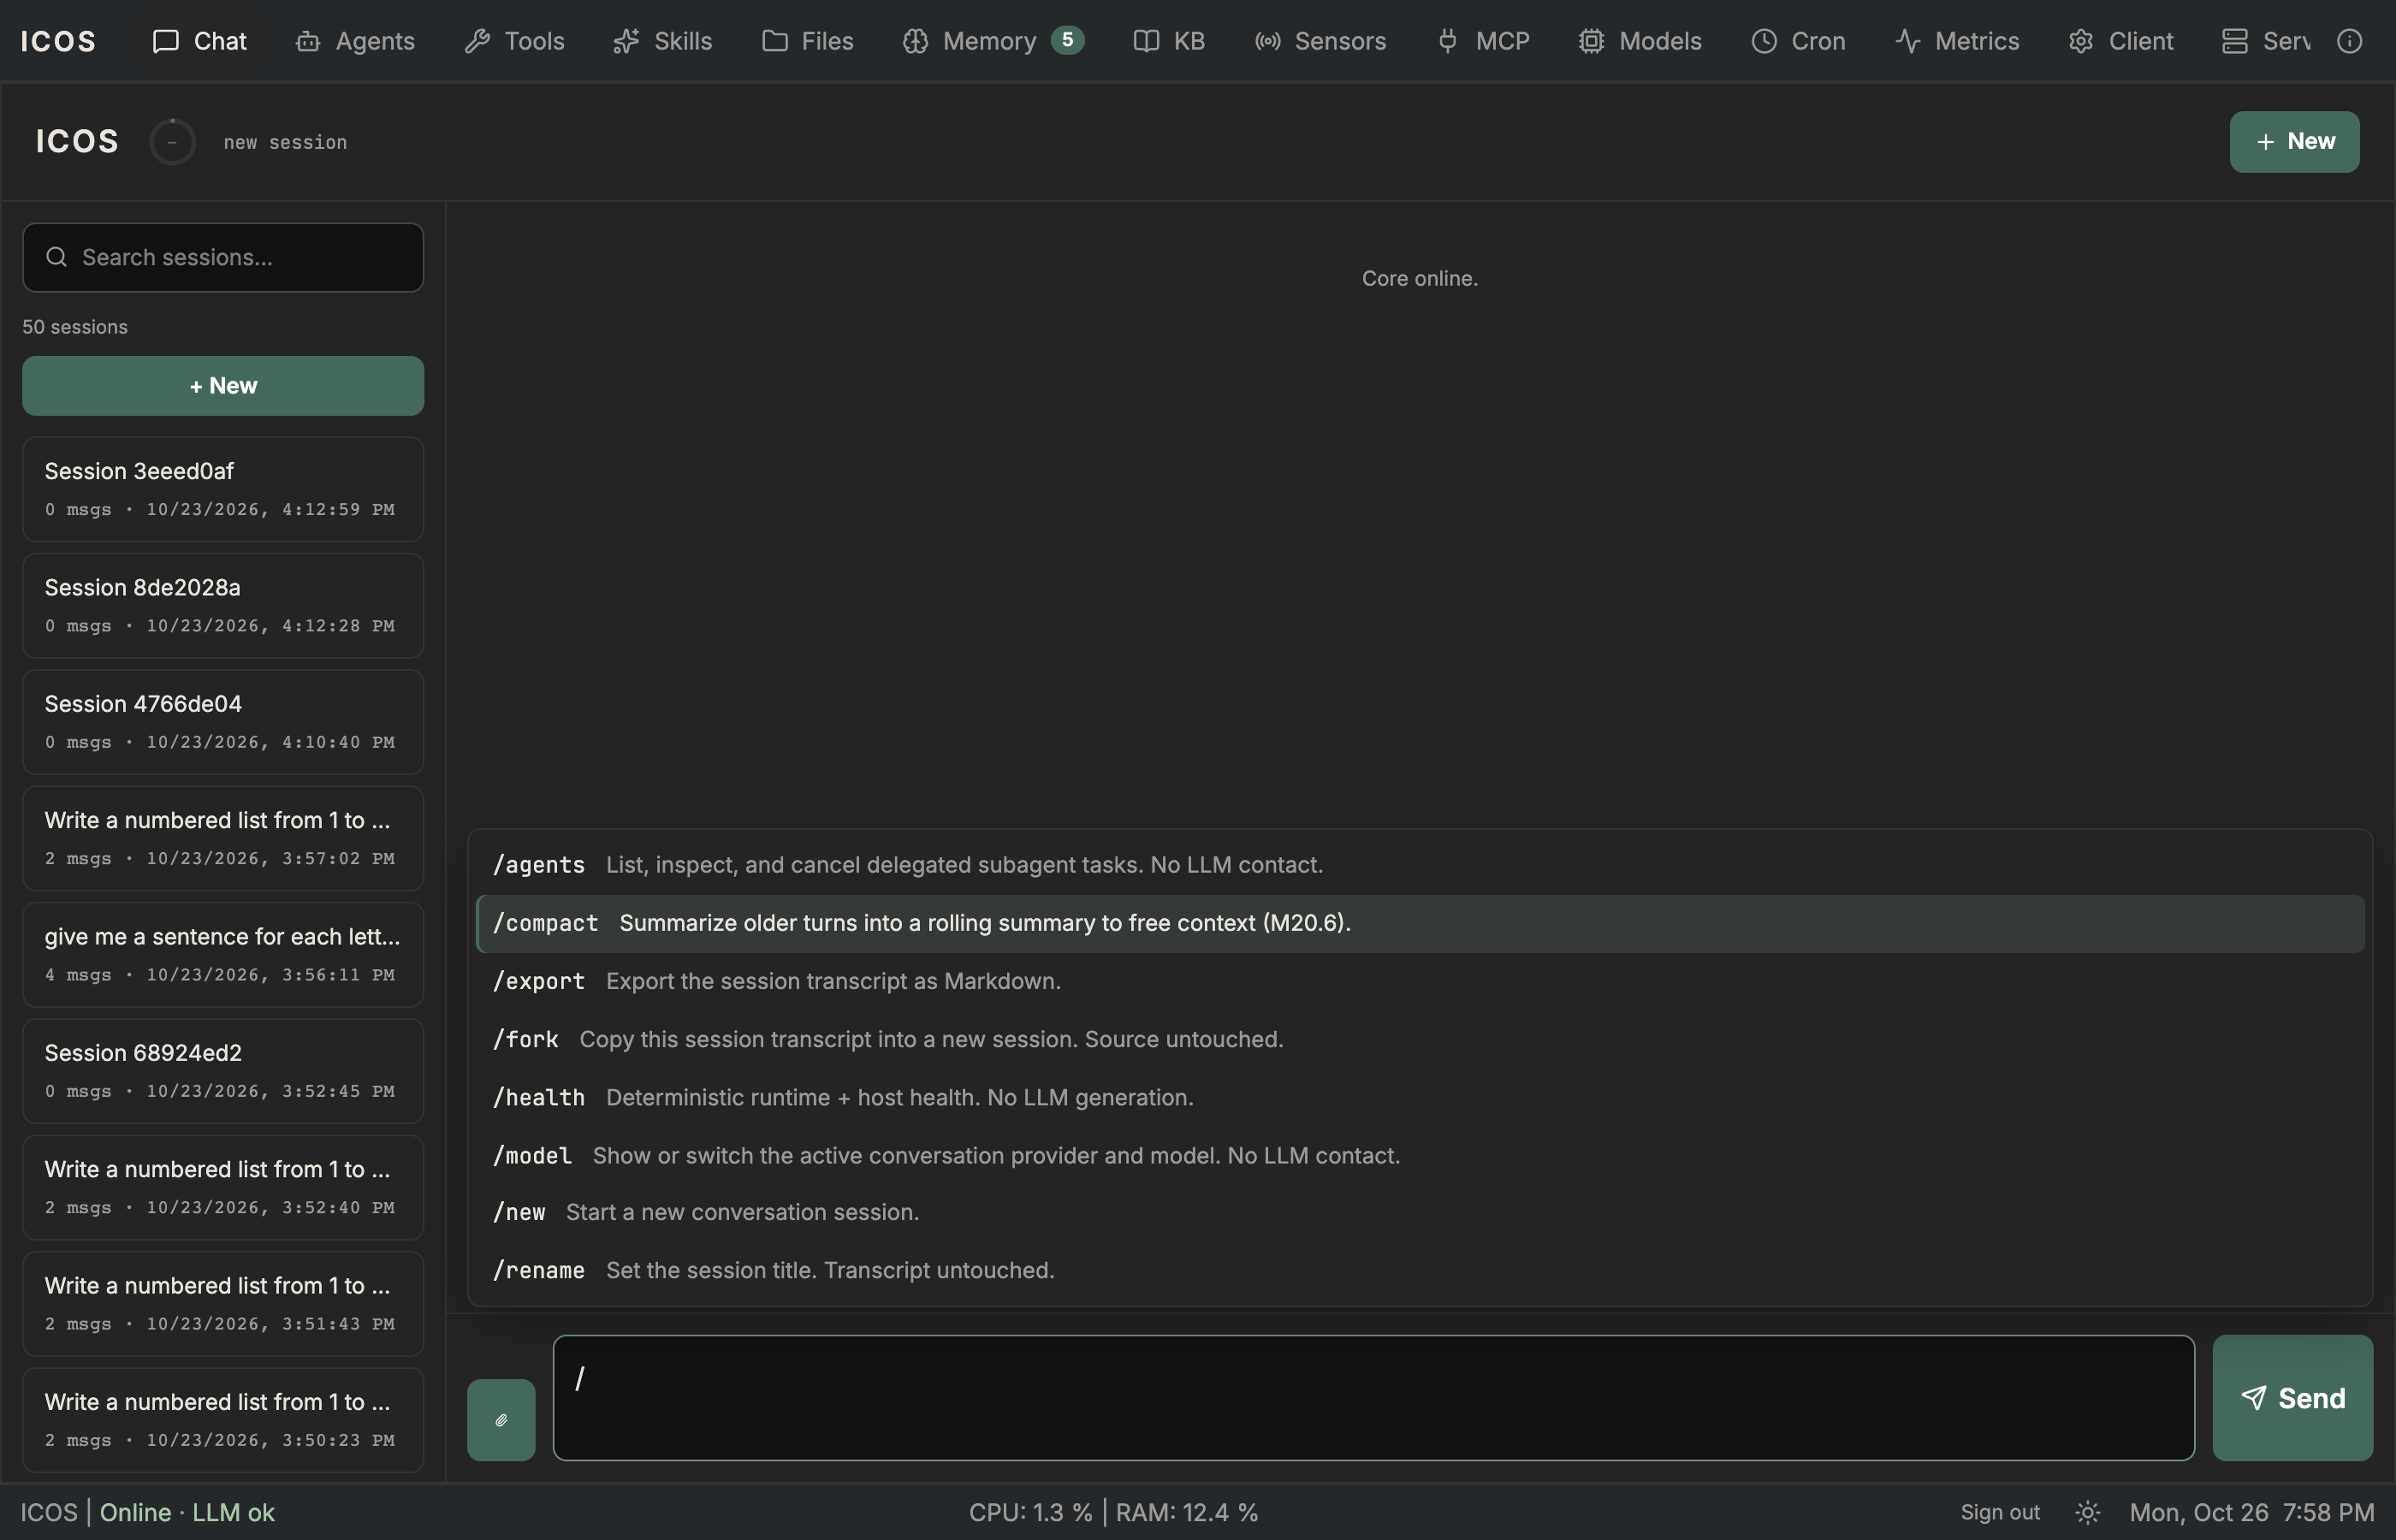 ICOS Chat Agents Tools Skills Files Memory 5 KB Sensors MCP Models Cron Metrics Client Serv
ICOS – new session + New
Search sessions...
50 sessions
+ New
Session 3eeed0af
0 msgs · 10/23/2026, 4:12:59 PM
Session 8de2028a
0 msgs · 10/23/2026, 4:12:28 PM
Session 4766de04
0 msgs · 10/23/2026, 4:10:40 PM
Write a numbered list from 1 to ...
2 msgs · 10/23/2026, 3:57:02 PM
give me a sentence for each lett...
4 msgs · 10/23/2026, 3:56:11 PM
Session 68924ed2
0 msgs · 10/23/2026, 3:52:45 PM
Write a numbered list from 1 to ...
2 msgs · 10/23/2026, 3:52:40 PM
Write a numbered list from 1 to ...
2 msgs · 10/23/2026, 3:51:43 PM
Write a numbered list from 1 to ...
2 msgs · 10/23/2026, 3:50:23 PM
Core online.
/agents List, inspect, and cancel delegated subagent tasks. No LLM contact.
/compact Summarize older turns into a rolling summary to free context (M20.6).
/export Export the session transcript as Markdown.
/fork Copy this session transcript into a new session. Source untouched.
/health Deterministic runtime + host health. No LLM generation.
/model Show or switch the active conversation provider and model. No LLM contact.
/new Start a new conversation session.
/rename Set the session title. Transcript untouched.
/
Send
ICOS | Online · LLM ok CPU: 1.3 % | RAM: 12.4 % Sign out Mon, Oct 26 7:58 PM